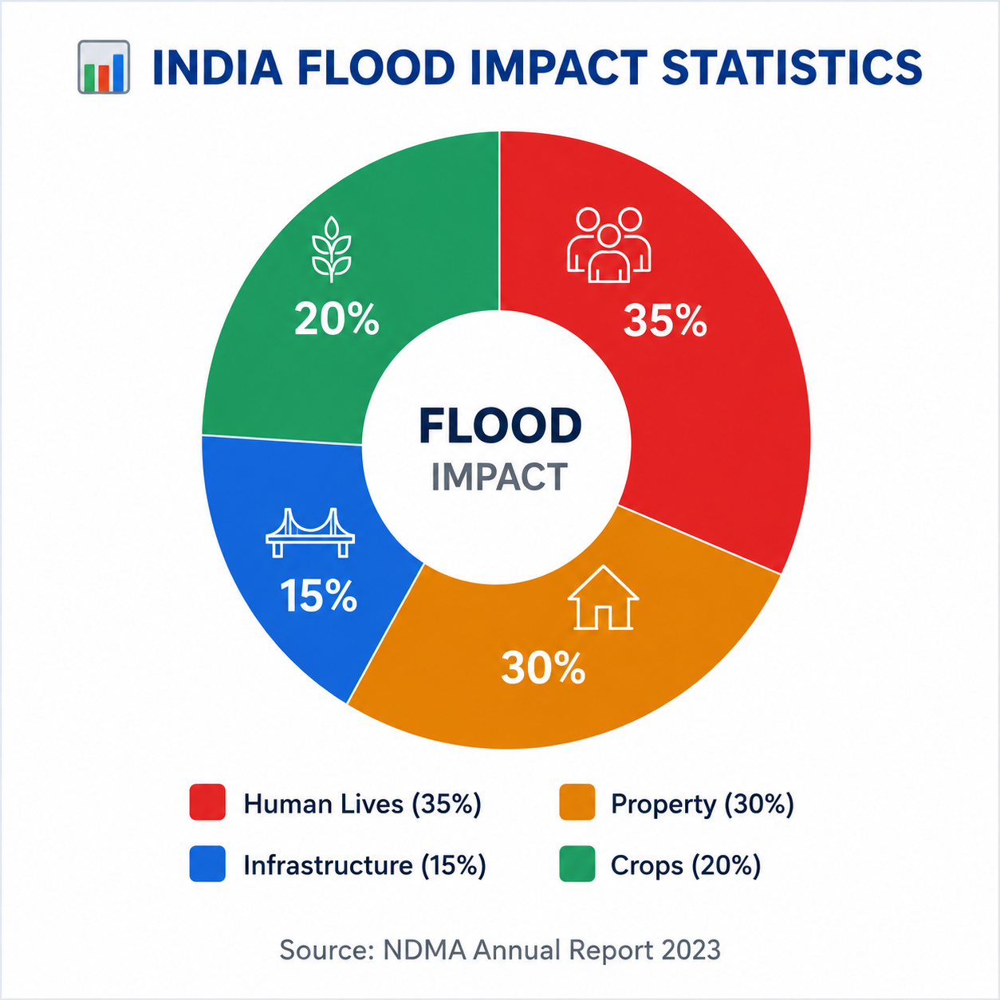 INDIA FLOOD IMPACT STATISTICS
20%
35%
FLOOD
IMPACT
15%
30%
Human Lives (35%)
Property (30%)
Infrastructure (15%)
Crops (20%)
Source: NDMA Annual Report 2023